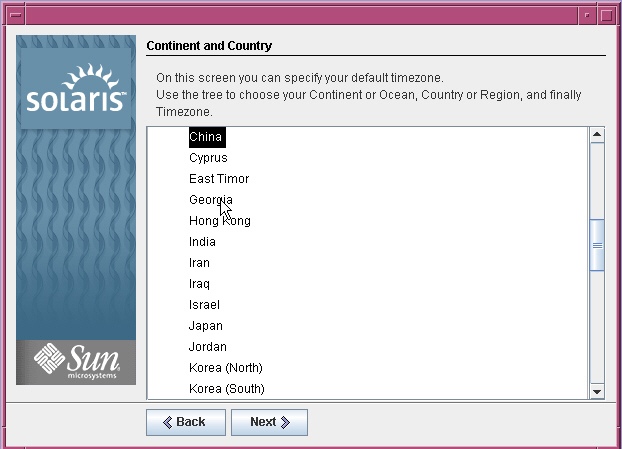 Continent and Country
solaris™
On this screen you can specify your default timezone.
Use the tree to choose your Continent or Ocean, Country or Region, and finally
Timezone.
China
Cyprus
East Timor
Georgia
Hong Kong
India
Iran
Iraq
Israel
Japan
Jordan
Korea (North)
Korea (South)
Sun
microsystems
Back
Next